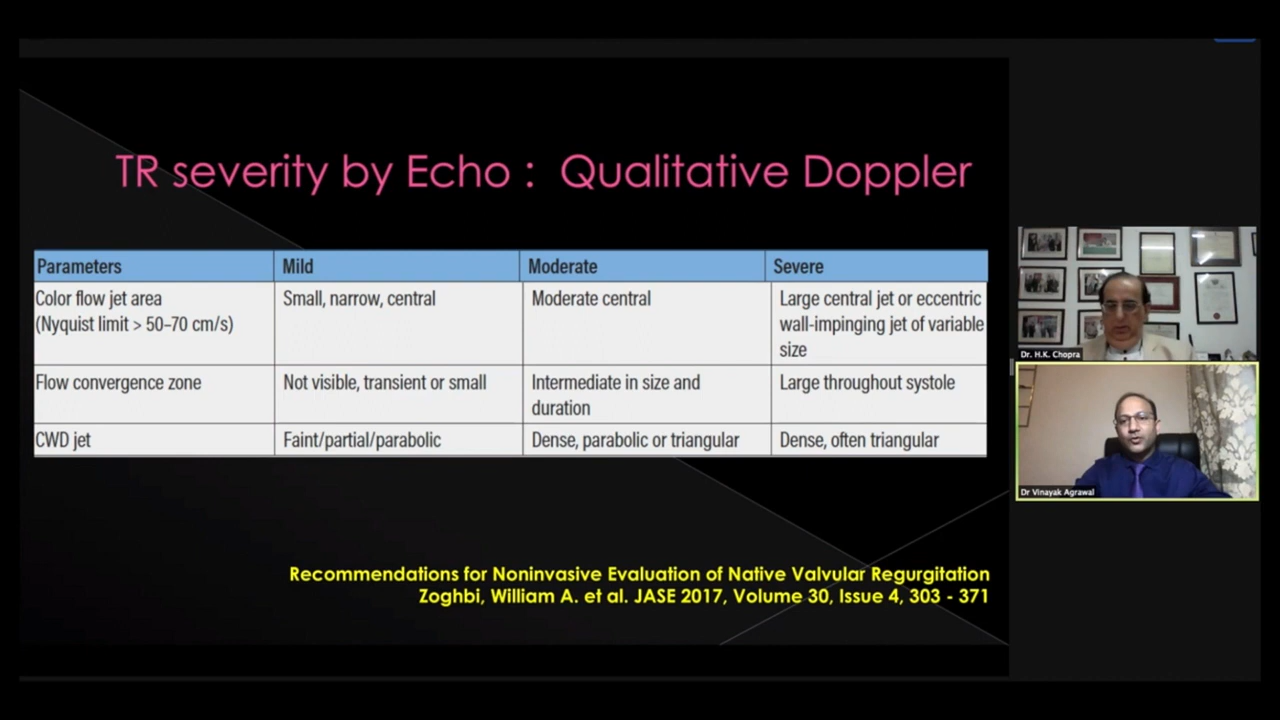 TR severity by Echo : Qualitative Doppler
Parameters Mild Moderate Severe
Color flow jet area Small, narrow, central Moderate central Large central jet or eccentric
(Nyquist limit > 50–70 cm/s) wall-impinging jet of variable
size
Flow convergence zone Not visible, transient or small Intermediate in size and Large throughout systole
duration
CWD jet Faint/partial/parabolic Dense, parabolic or triangular Dense, often triangular
Recommendations for Noninvasive Evaluation of Native Valvular Regurgitation
Zoghbi, William A. et al. JASE 2017, Volume 30, Issue 4, 303 - 371
Dr. H.K. Chopra
Dr Vinayak Agrawal